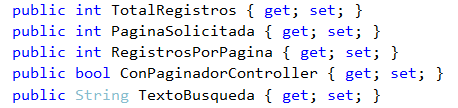 public int TotalRegistros { get; set; }
public int PaginaSolicitada { get; set; }
public int RegistrosPorPagina { get; set; }
public bool ConPaginadorController { get; set; }
public String TextoBusqueda { get; set; }